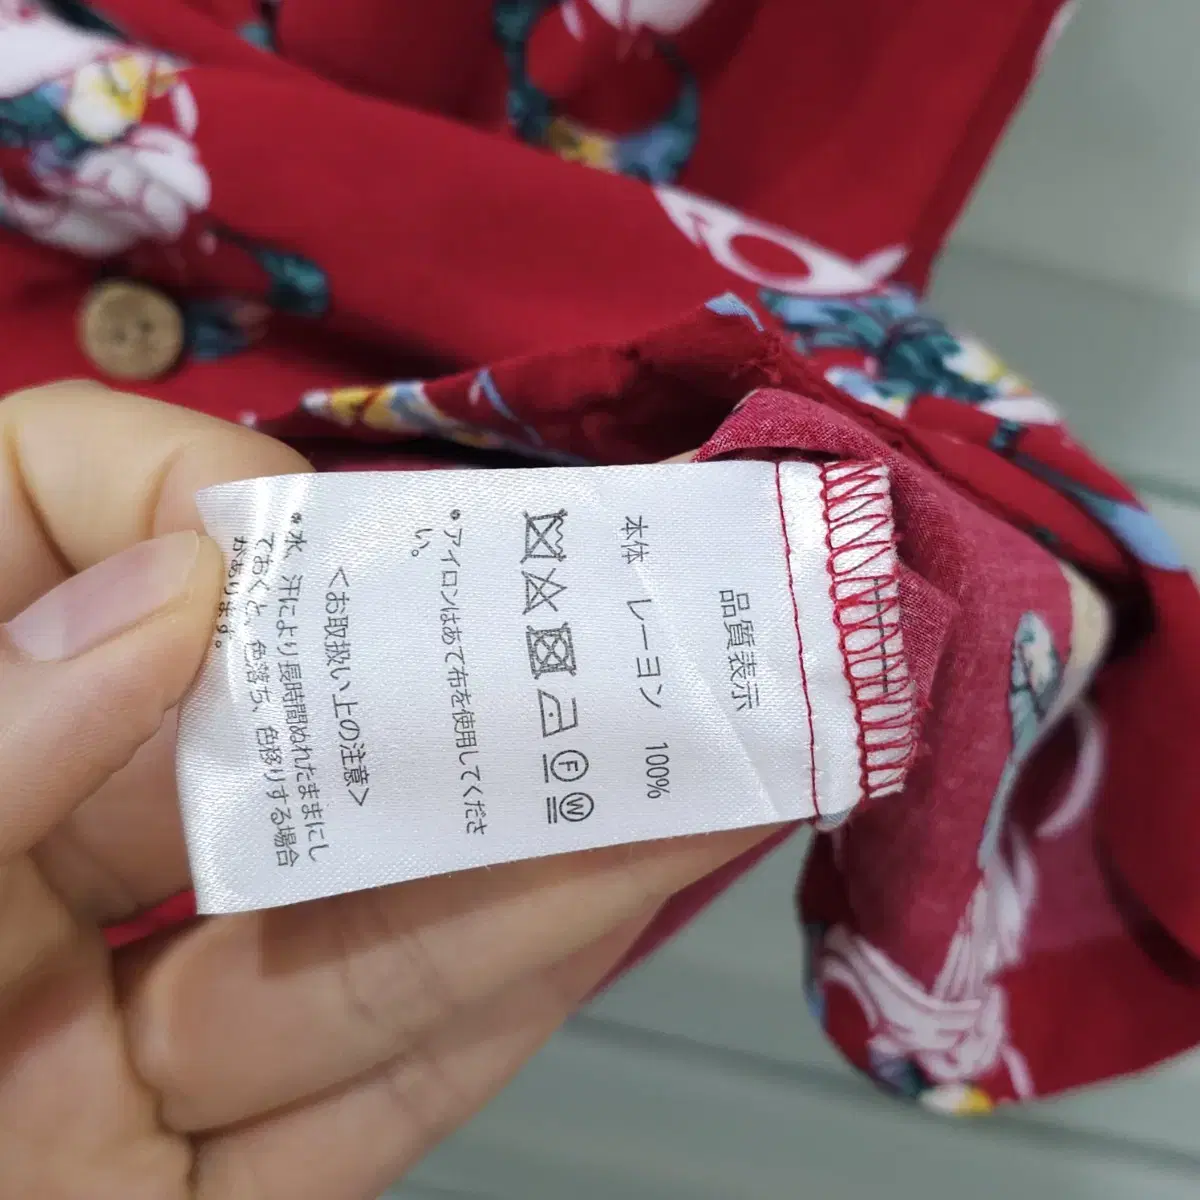 品質表示
本体 レーヨン 100%
F W
*アイロンはあて布を使用してくださ
い。
<お取扱い上の注意>
*水、汗により長時間ぬれたままにし
ておくと、色落ち、色移りする場合
があります。